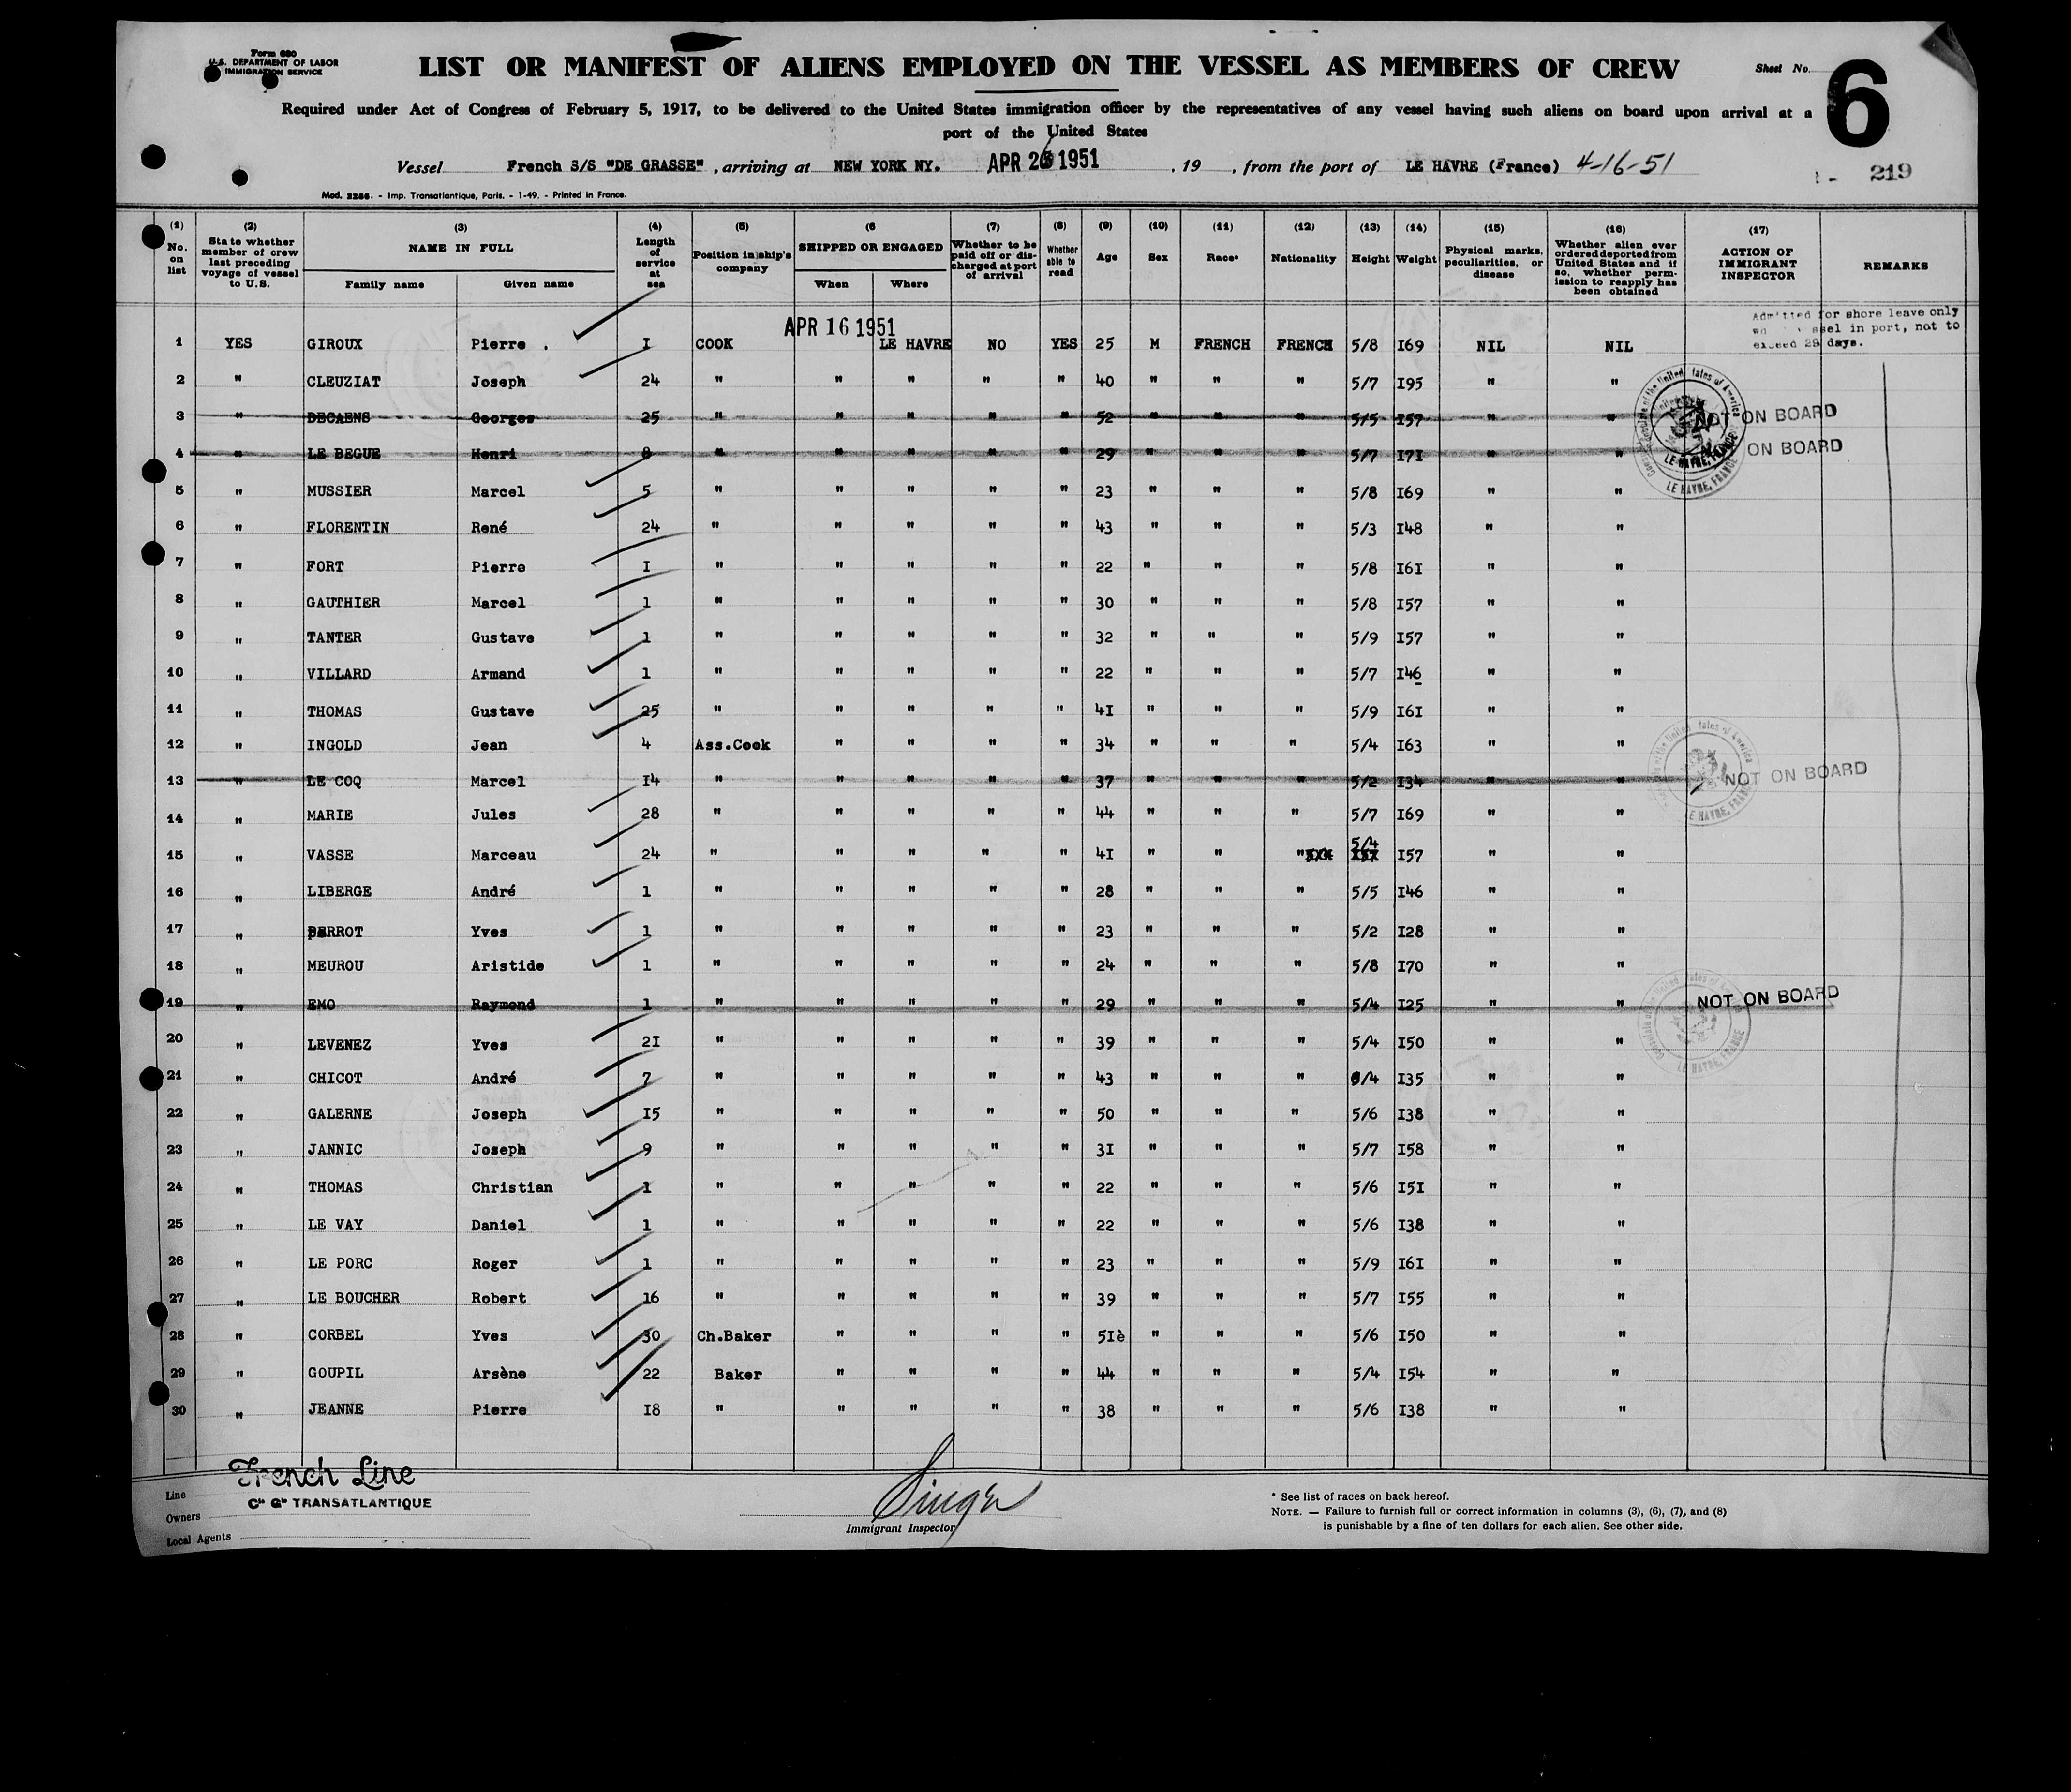 Form 680
U.S. DEPARTMENT OF LABOR
IMMIGRATION SERVICE
LIST OR MANIFEST OF ALIENS EMPLOYED ON THE VESSEL AS MEMBERS OF CREW
Sheet No. 6
Required under Act of Congress of February 5, 1917, to be delivered to the United States immigration officer by the representatives of any vessel having such aliens on board upon arrival at a
port of the United States
Vessel French S/S "DE GRASSE", arriving at NEW YORK NY. APR 25 1951, 19 , from the port of LE HAVRE (France) 4-16-51
219
Mod. 2286. - Imp. Transatlantique, Paris. - 1-49. - Printed in France.
(1) No. on list (2) State whether member of crew last preceding voyage of vessel to U.S. (3) NAME IN FULL Family name Given name (4) Length of service at sea (5) Position in ship's company (6 SHIPPED OR ENGAGED When Where (7) Whether to be paid off or discharged at port of arrival (8) Whether able to read (9) Age (10) Sex (11) Race* (12) Nationality (13) Height (14) Weight (15) Physical marks, peculiarities, or disease (16) Whether alien ever ordered deported from United States and if so, whether permission to reapply has been obtained (17) ACTION OF IMMIGRANT INSPECTOR REMARKS
Admitted for shore leave only
vessel in port, not to
exceed 29 days.
APR 16 1951
1 YES GIROUX Pierre . I COOK LE HAVRE NO YES 25 M FRENCH FRENCH 5/8 I69 NIL NIL
2 " CLEUZIAT Joseph 24 " " " " " 40 " " " 5/7 I95 " "
3 " DECAENS Georges 25 " " " " " 52 " " " 5/5 I57 " " NOT ON BOARD
4 " LE BEGUE Henri 8 " " " " " 29 " " " 5/7 I7I " " ON BOARD
5 " MUSSIER Marcel 5 " " " " " 23 " " " 5/8 I69 " "
6 " FLORENTIN René 24 " " " " " 43 " " " 5/3 I48 " "
7 " FORT Pierre I " " " " " 22 " " " 5/8 I6I " "
8 " GAUTHIER Marcel 1 " " " " " 30 " " " 5/8 I57 " "
9 " TANTER Gustave 1 " " " " " 32 " " " 5/9 I57 " "
10 " VILLARD Armand 1 " " " " " 22 " " " 5/7 I46 " "
11 " THOMAS Gustave 25 " " " " " 4I " " " 5/9 I6I " "
12 " INGOLD Jean 4 Ass.Cook " " " " 34 " " " 5/4 I63 " "
13 " LE COQ Marcel I4 " " " " " 37 " " " 5/2 I34 " " NOT ON BOARD
14 " MARIE Jules 28 " " " " " 44 " " " 5/7 I69 " "
15 " VASSE Marceau 24 " " " " " 4I " " " 5/4 I57 " "
16 " LIBERGE André 1 " " " " " 28 " " " 5/5 I46 " "
17 " PERROT Yves 1 " " " " " 23 " " " 5/2 I28 " "
18 " MEUROU Aristide 1 " " " " " 24 " " " 5/8 I70 " "
19 " EMO Raymond 1 " " " " " 29 " " " 5/4 I25 " " NOT ON BOARD
20 " LEVENEZ Yves 2I " " " " " 39 " " " 5/4 I50 " "
21 " CHICOT André 7 " " " " " 43 " " " 5/4 I35 " "
22 " GALERNE Joseph I5 " " " " " 50 " " " 5/6 I38 " "
23 " JANNIC Joseph 9 " " " " " 3I " " " 5/7 I58 " "
24 " THOMAS Christian 1 " " " " " 22 " " " 5/6 I5I " "
25 " LE VAY Daniel 1 " " " " " 22 " " " 5/6 I38 " "
26 " LE PORC Roger 1 " " " " " 23 " " " 5/9 I6I " "
27 " LE BOUCHER Robert 16 " " " " " 39 " " " 5/7 I55 " "
28 " CORBEL Yves 30 Ch.Baker " " " " 5Iè " " " 5/6 I50 " "
29 " GOUPIL Arsène 22 Baker " " " " 44 " " " 5/4 I54 " "
30 " JEANNE Pierre I8 " " " " " 38 " " " 5/6 I38 " "
LE HAVRE, FRANCE
Line French Line
Owners Cie Gle TRANSATLANTIQUE
Local Agents
Singer
Immigrant Inspector
* See list of races on back hereof.
NOTE. — Failure to furnish full or correct information in columns (3), (6), (7), and (8)
is punishable by a fine of ten dollars for each alien. See other side.